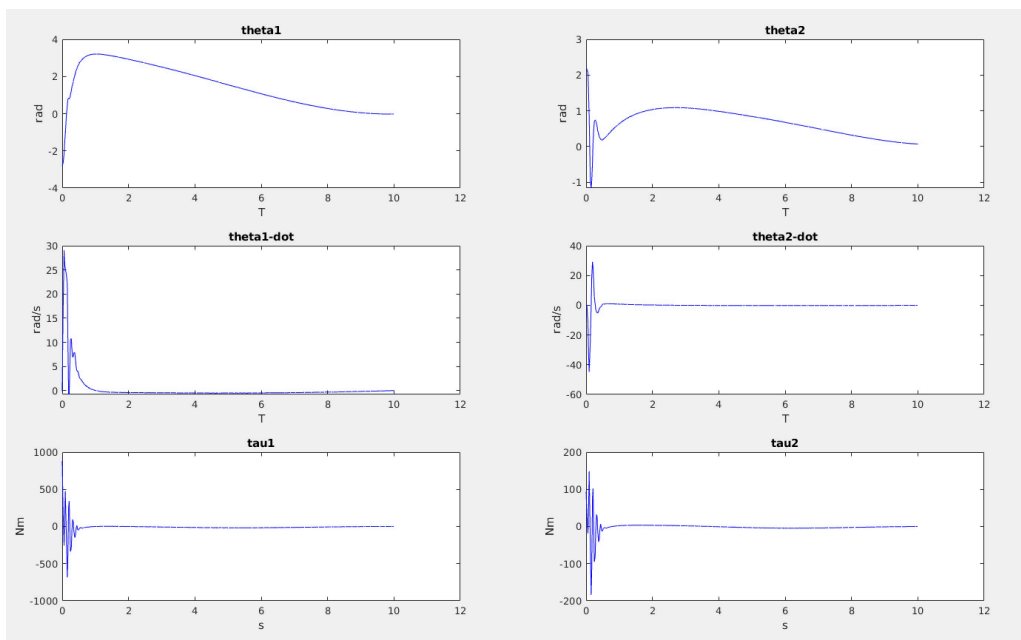 theta1
4
2
0
-2
-4
rad
0 2 4 6 8 10 12
T
theta2
3
2
1
0
-1
rad
0 2 4 6 8 10 12
T
theta1-dot
30
25
20
15
10
5
0
rad/s
0 2 4 6 8 10 12
T
theta2-dot
40
20
0
-20
-40
-60
rad/s
0 2 4 6 8 10 12
T
tau1
1000
500
0
-500
-1000
Nm
0 2 4 6 8 10 12
s
tau2
200
100
0
-100
-200
Nm
0 2 4 6 8 10 12
s